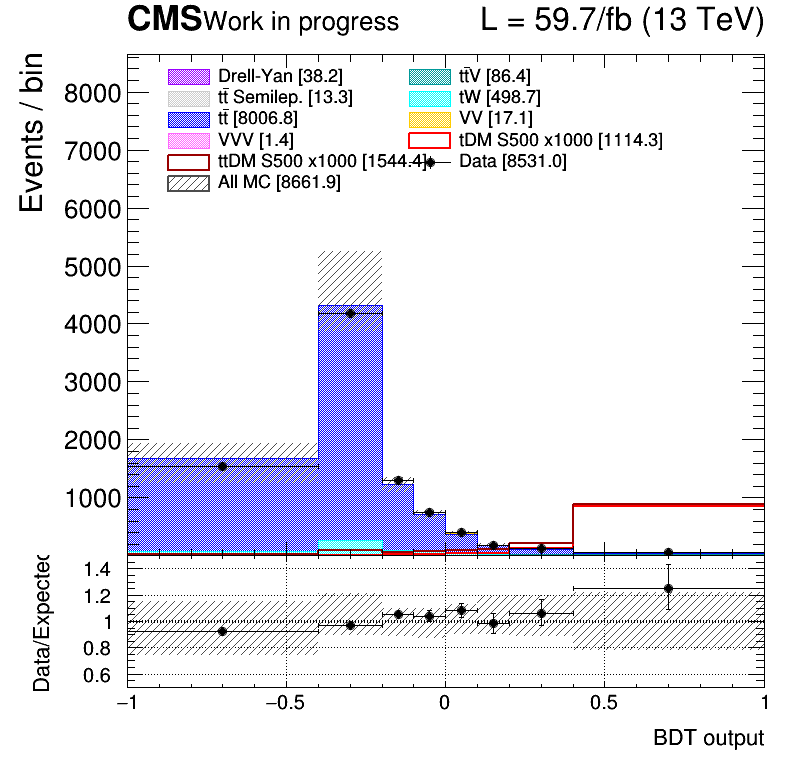 CMS Work in progress L = 59.7/fb (13 TeV)
Events / bin
Drell-Yan [38.2] tt̄V [86.4]
tt̄ Semilep. [13.3] tW [498.7]
tt̄ [8006.8] VV [17.1]
VVV [1.4] tDM S500 x1000 [1114.3]
ttDM S500 x1000 [1544.4] Data [8531.0]
All MC [8661.9]
8000
7000
6000
5000
4000
3000
2000
1000
Data/Expected
1.4
1.2
1
0.8
0.6
−1 −0.5 0 0.5 1
BDT output